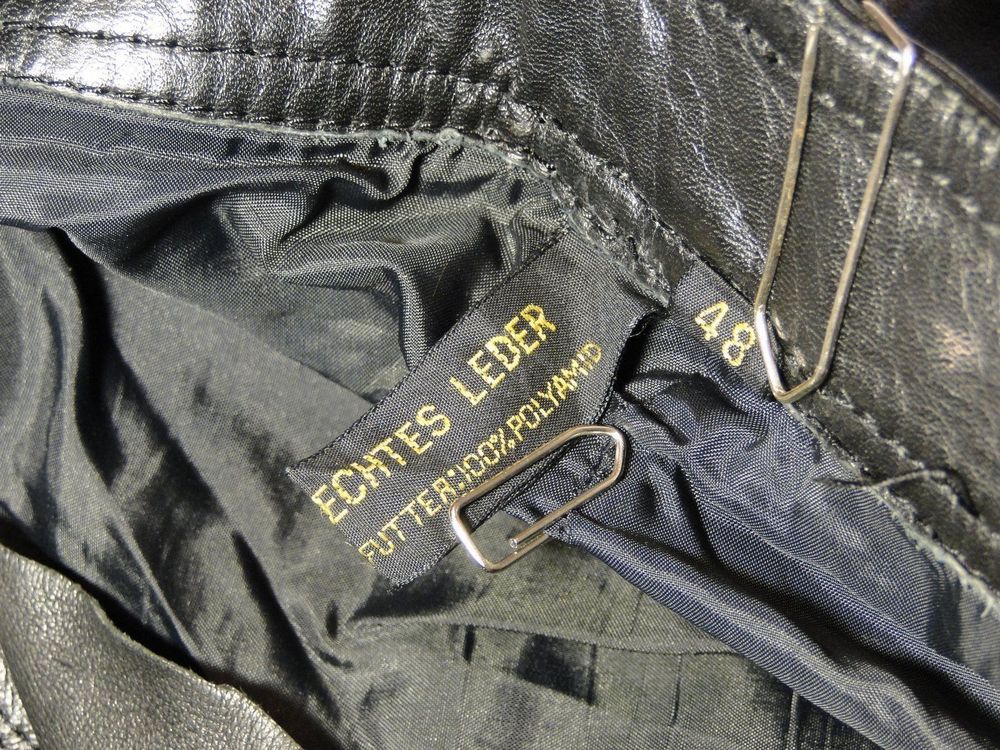 ECHTES LEDER
FUTTER:100%POLYAMID
48